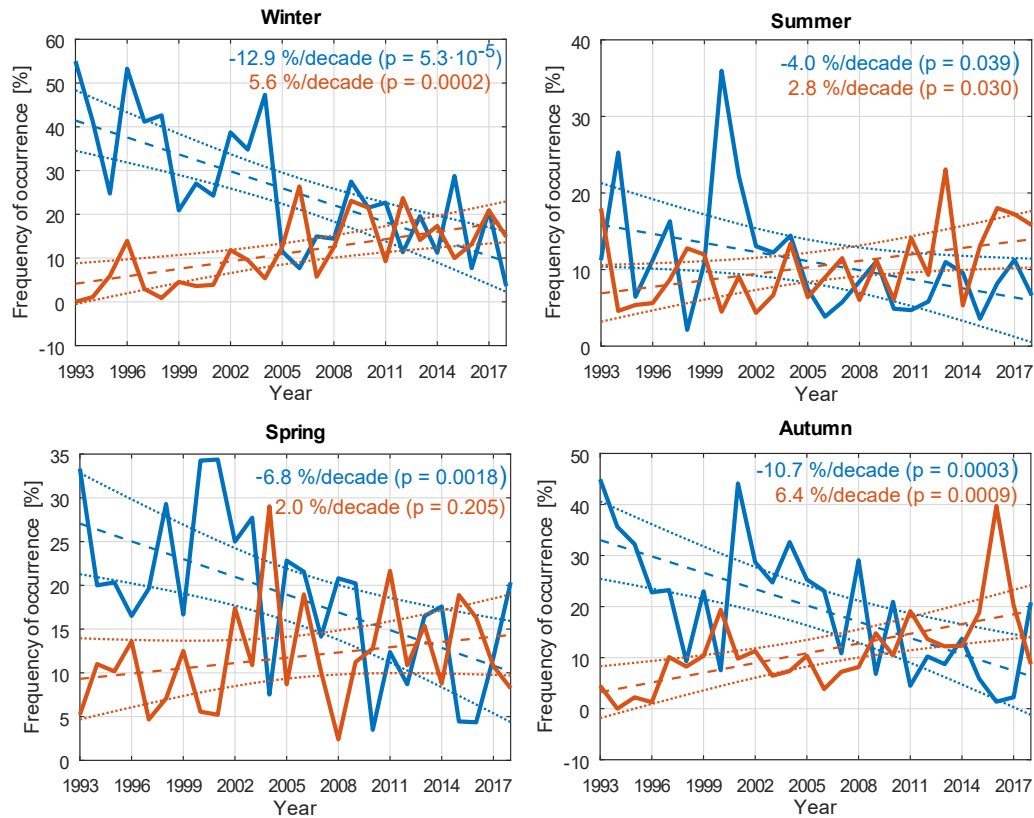 Winter
-12.9 %/decade (p = 5.3·10-5)
5.6 %/decade (p = 0.0002)
Frequency of occurrence [%]
60
50
40
30
20
10
0
-10
1993 1996 1999 2002 2005 2008 2011 2014 2017
Year
Summer
-4.0 %/decade (p = 0.039)
2.8 %/decade (p = 0.030)
Frequency of occurrence [%]
40
30
20
10
0
1993 1996 1999 2002 2005 2008 2011 2014 2017
Year
Spring
-6.8 %/decade (p = 0.0018)
2.0 %/decade (p = 0.205)
Frequency of occurrence [%]
35
30
25
20
15
10
5
0
1993 1996 1999 2002 2005 2008 2011 2014 2017
Year
Autumn
-10.7 %/decade (p = 0.0003)
6.4 %/decade (p = 0.0009)
Frequency of occurrence [%]
50
40
30
20
10
0
-10
1993 1996 1999 2002 2005 2008 2011 2014 2017
Year